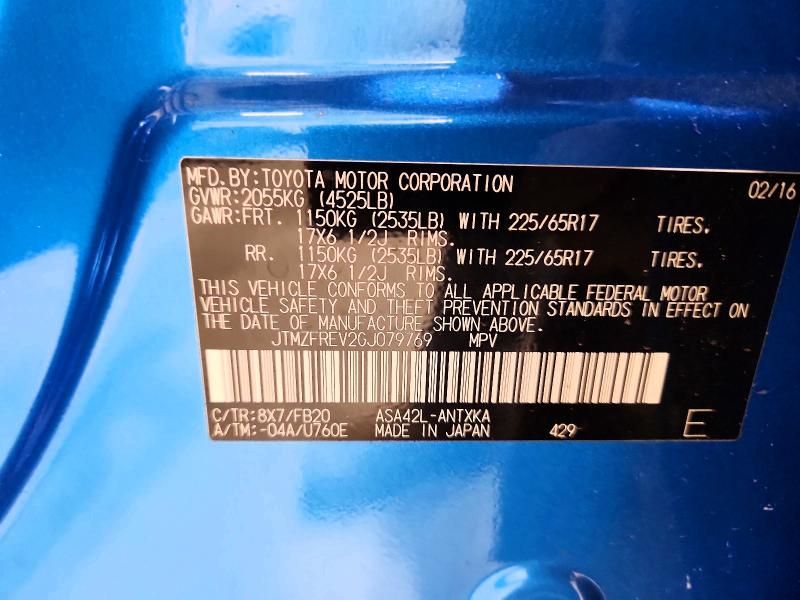 MFD. BY: TOYOTA MOTOR CORPORATION 02/16
GVWR: 2055KG (4525LB)
GAWR: FRT. 1150KG (2535LB) WITH 225/65R17 TIRES.
17X6 1/2J RIMS.
RR. 1150KG (2535LB) WITH 225/65R17 TIRES.
17X6 1/2J RIMS.
THIS VEHICLE CONFORMS TO ALL APPLICABLE FEDERAL MOTOR
VEHICLE SAFETY AND THEFT PREVENTION STANDARDS IN EFFECT ON
THE DATE OF MANUFACTURE SHOWN ABOVE.
JTMZFREV2GJ079769 MPV
C/TR: 8X7/FB20 ASA42L-ANTXKA
A/TM: -04A/U760E MADE IN JAPAN 429 E